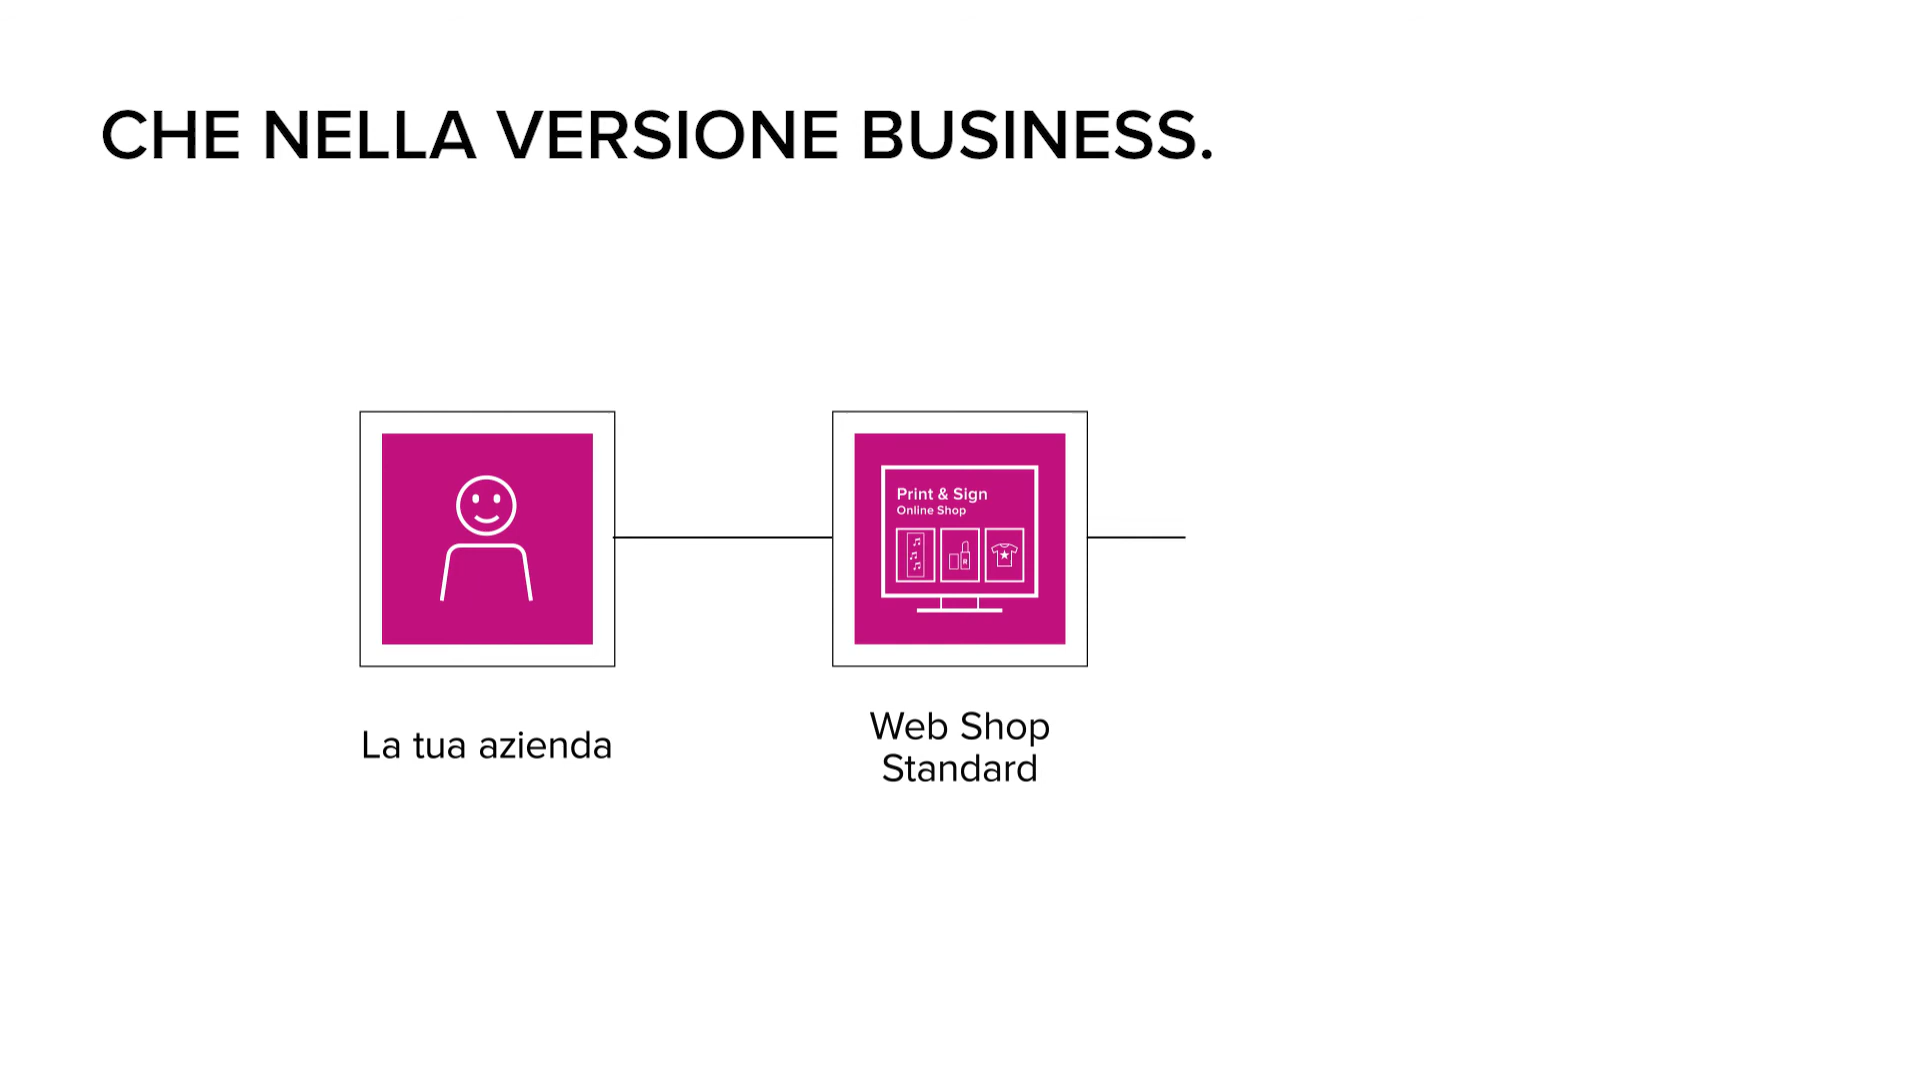 CHE NELLA VERSIONE BUSINESS.
Print & Sign
Online Shop
La tua azienda
Web Shop
Standard